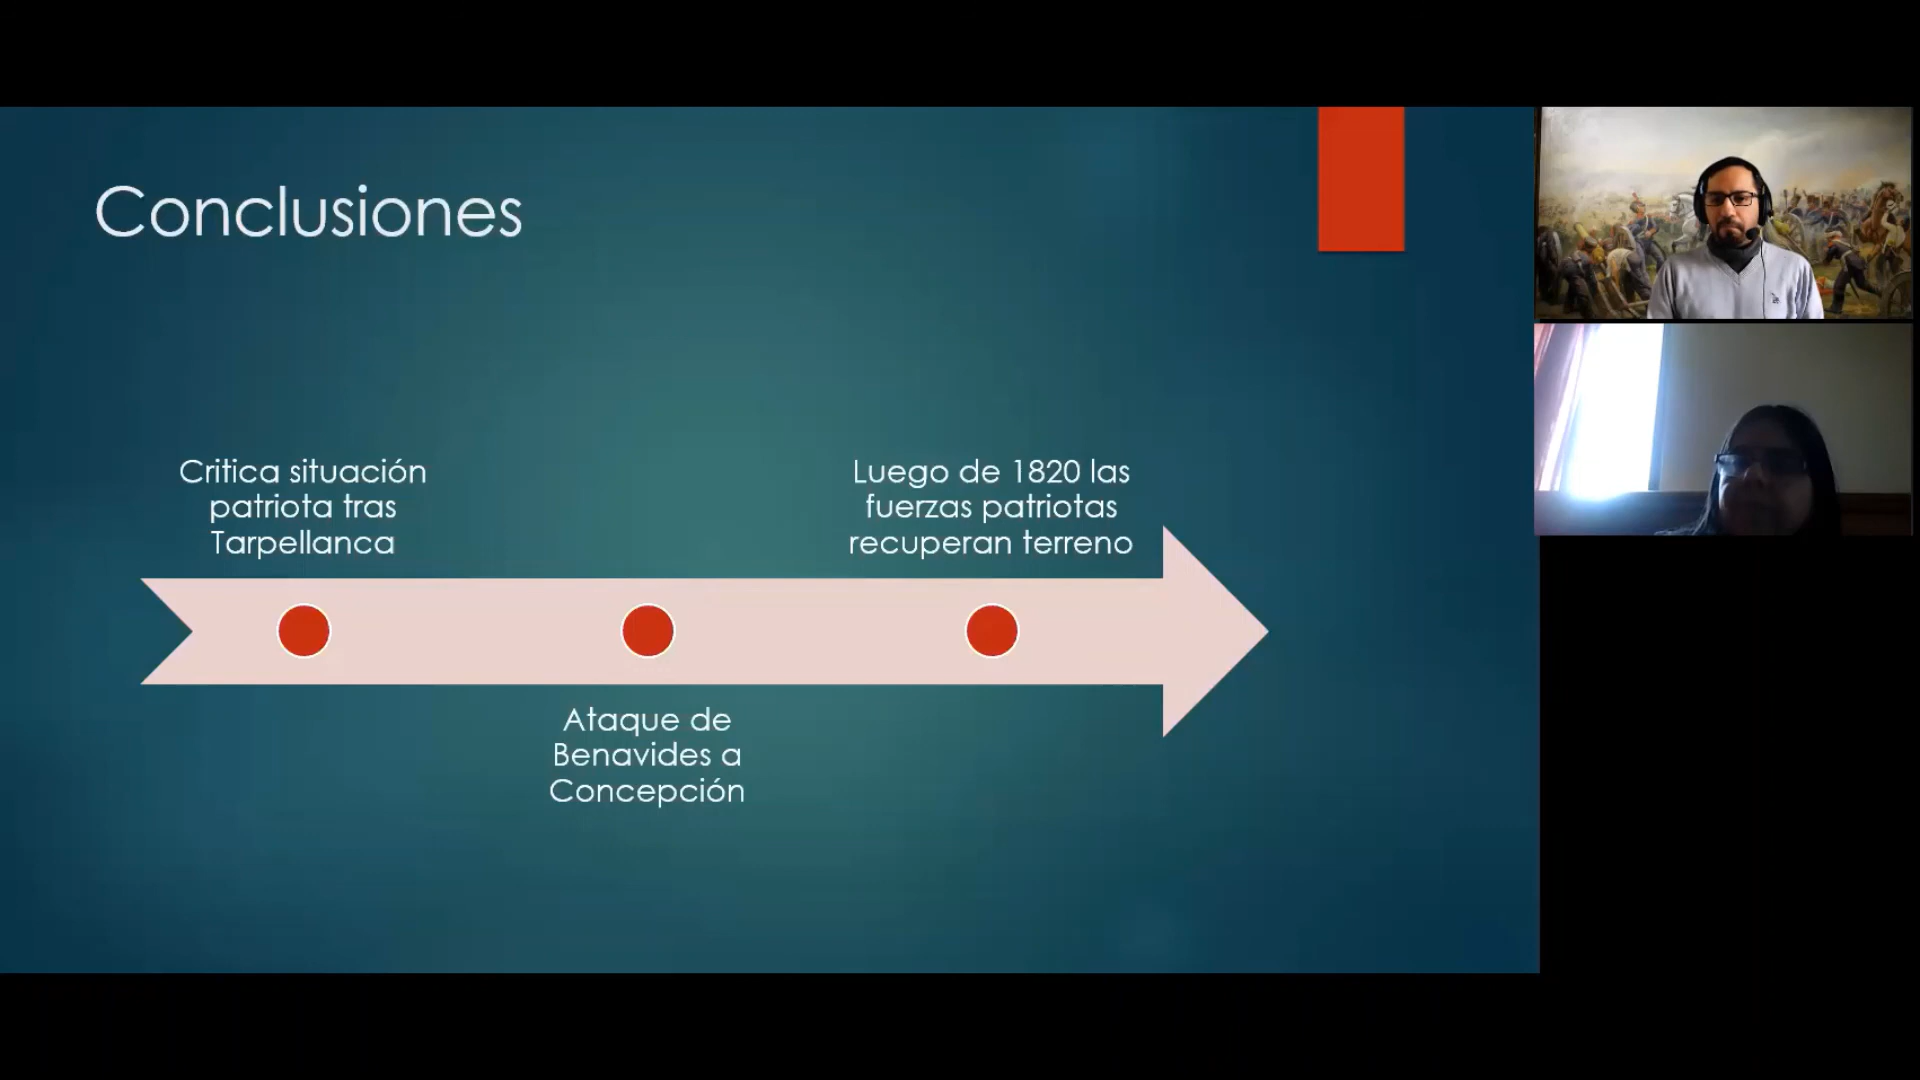 Conclusiones
Critica situación
patriota tras
Tarpellanca
Ataque de
Benavides a
Concepción
Luego de 1820 las
fuerzas patriotas
recuperan terreno